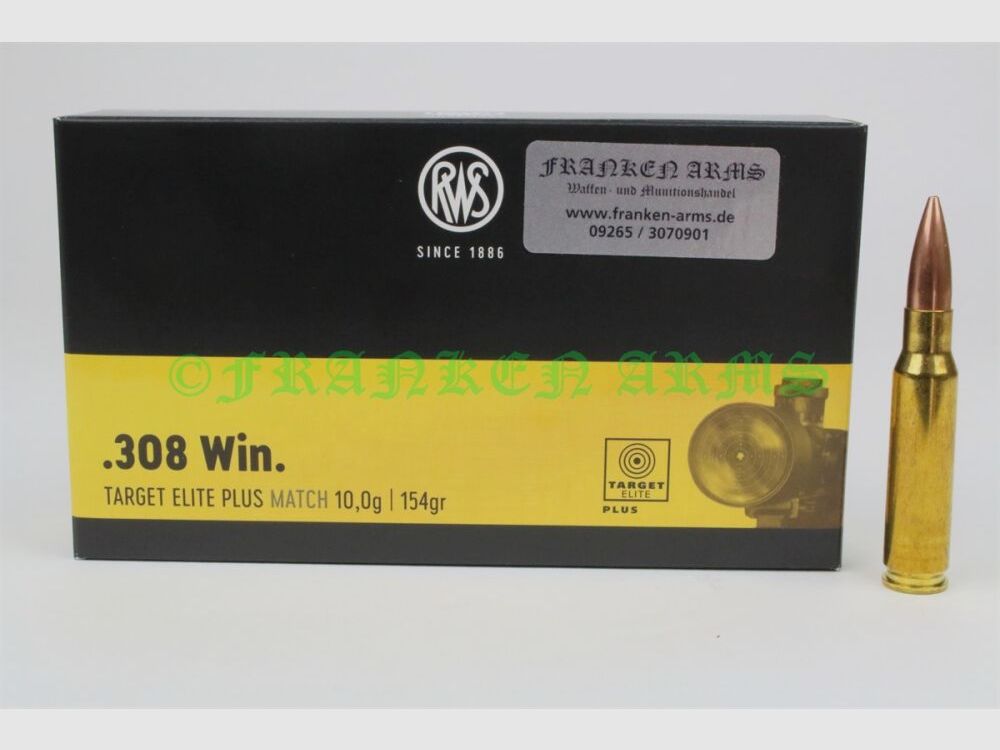 RWS
SINCE 1886
FRANKEN ARMS
Waffen- und Munitionshandel
www.franken-arms.de
09265 / 3070901
© FRANKEN ARMS
.308 Win.
TARGET ELITE PLUS MATCH 10,0g | 154gr
TARGET
ELITE
PLUS